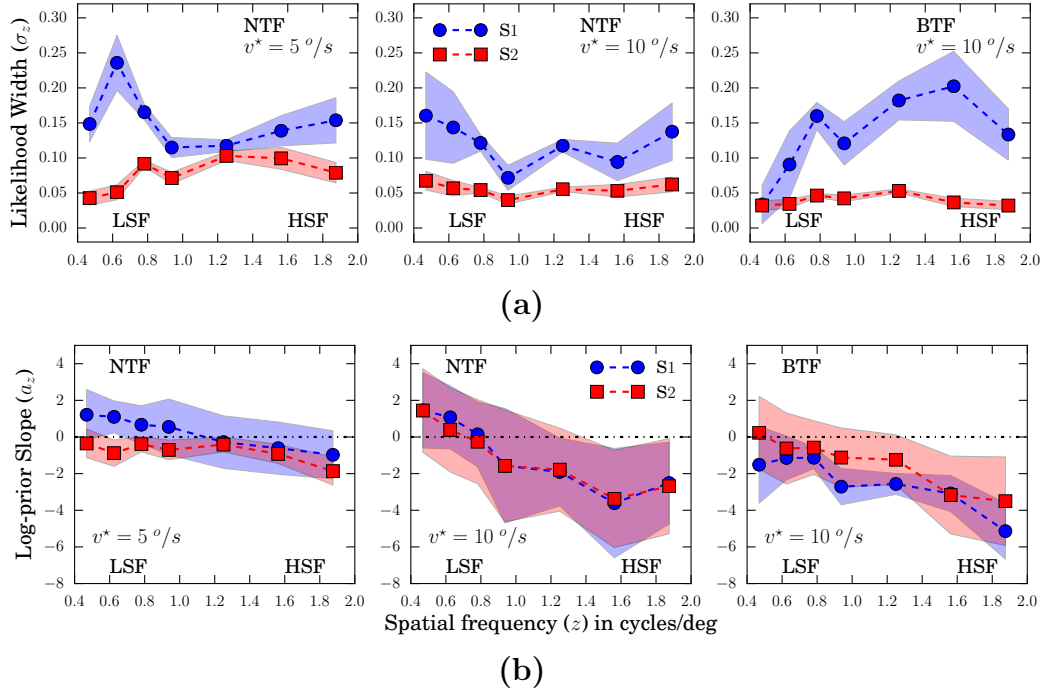 NTF NTF BTF
v* = 5 °/s v* = 10 °/s v* = 10 °/s
S1
S2
Likelihood Width (σ_z)
0.30
0.25
0.20
0.15
0.10
0.05
0.00
LSF HSF LSF HSF LSF HSF
0.4 0.6 0.8 1.0 1.2 1.4 1.6 1.8 2.0 0.4 0.6 0.8 1.0 1.2 1.4 1.6 1.8 2.0 0.4 0.6 0.8 1.0 1.2 1.4 1.6 1.8 2.0
(a)
NTF NTF BTF
S1
S2
Log-prior Slope (a_z)
4
2
0
−2
−4
−6
−8
v* = 5 °/s v* = 10 °/s v* = 10 °/s
LSF HSF LSF HSF LSF HSF
0.4 0.6 0.8 1.0 1.2 1.4 1.6 1.8 2.0 0.4 0.6 0.8 1.0 1.2 1.4 1.6 1.8 2.0 0.4 0.6 0.8 1.0 1.2 1.4 1.6 1.8 2.0
Spatial frequency (z) in cycles/deg
(b)